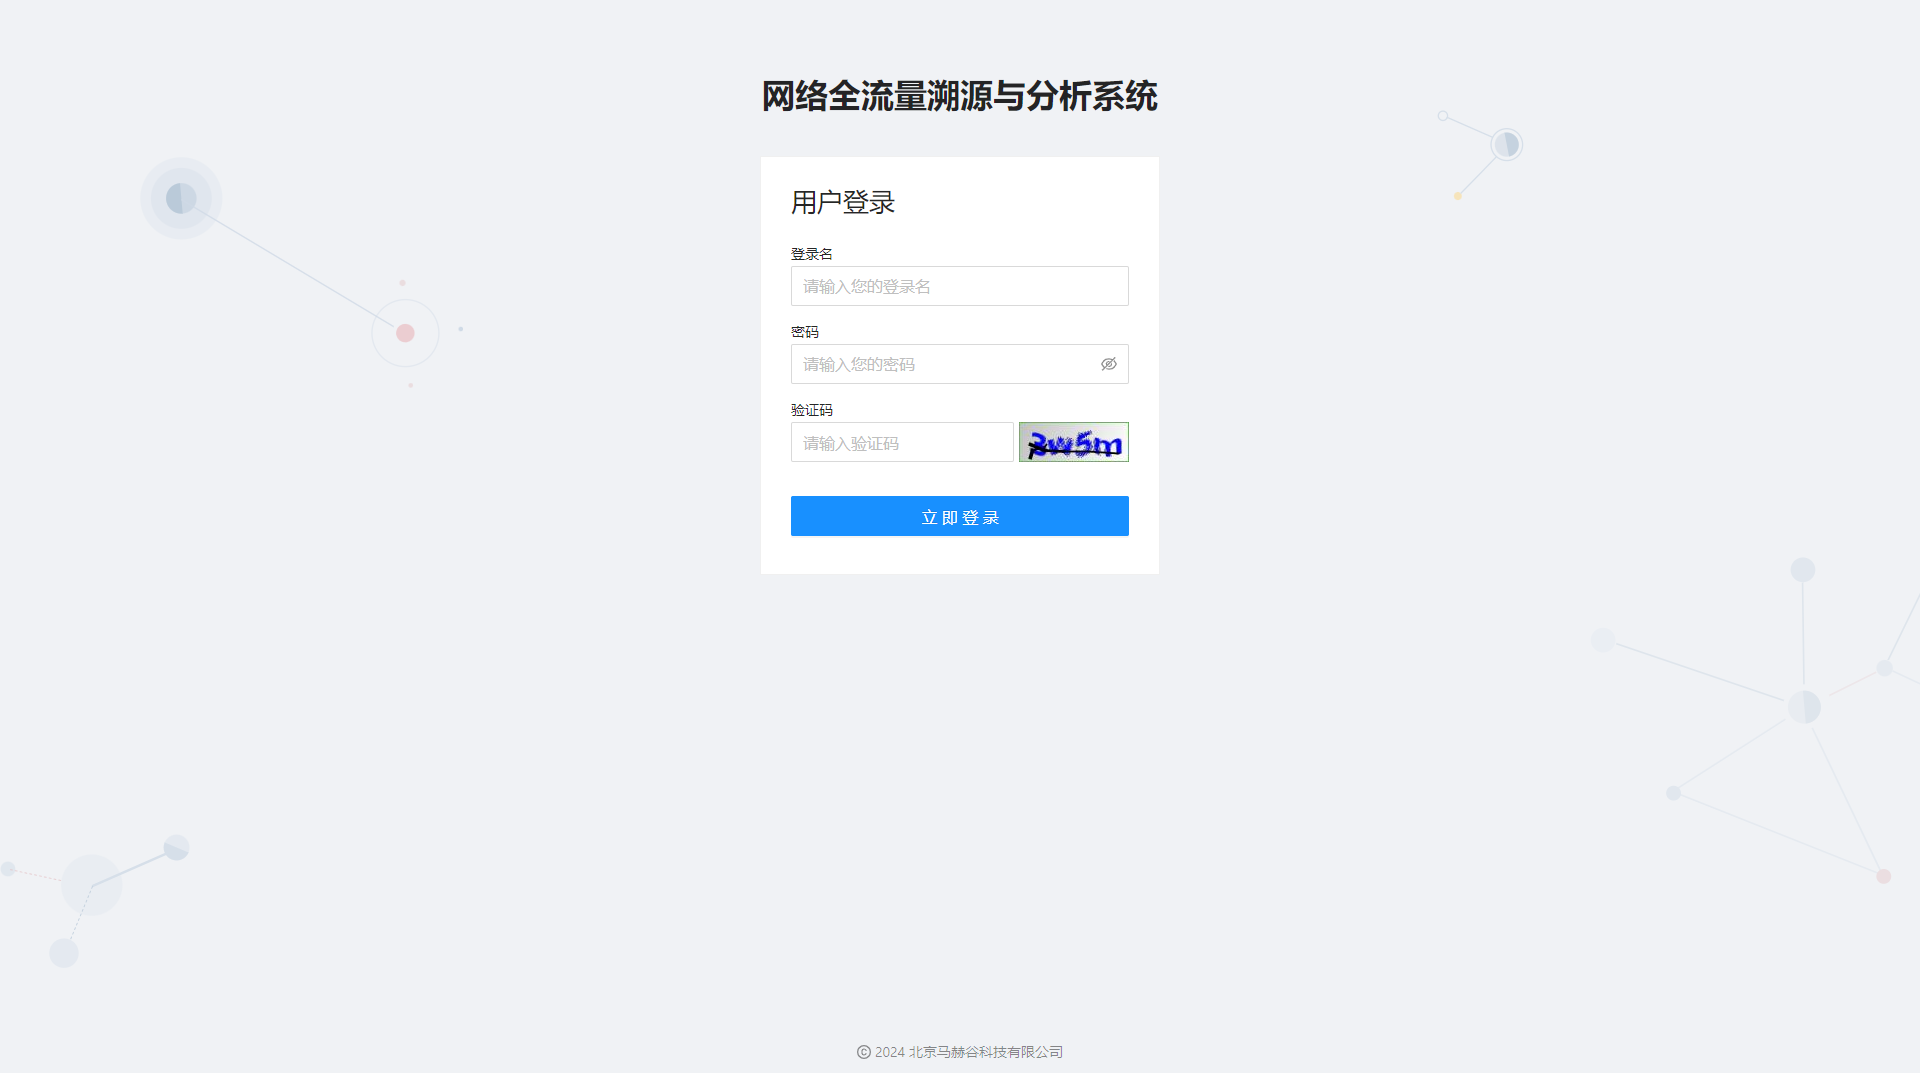 网络全流量溯源与分析系统
用户登录
登录名
请输入您的登录名
密码
请输入您的密码
验证码
请输入验证码
3w5m
立即登录
© 2024 北京马赫谷科技有限公司